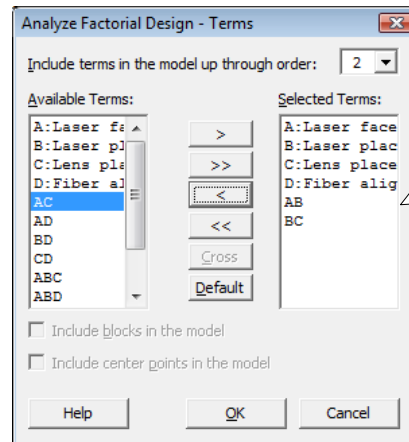 Analyze Factorial Design - Terms
Include terms in the model up through order: 2
Available Terms:
A:Laser fa
B:Laser pl
C:Lens pla
D:Fiber al
AC
AD
BD
CD
ABC
ABD
>
>>
<
<<
Cross
Default
Selected Terms:
A:Laser face
B:Laser plac
C:Lens place
D:Fiber alig
AB
BC
Include blocks in the model
Include center points in the model
Help
OK
Cancel